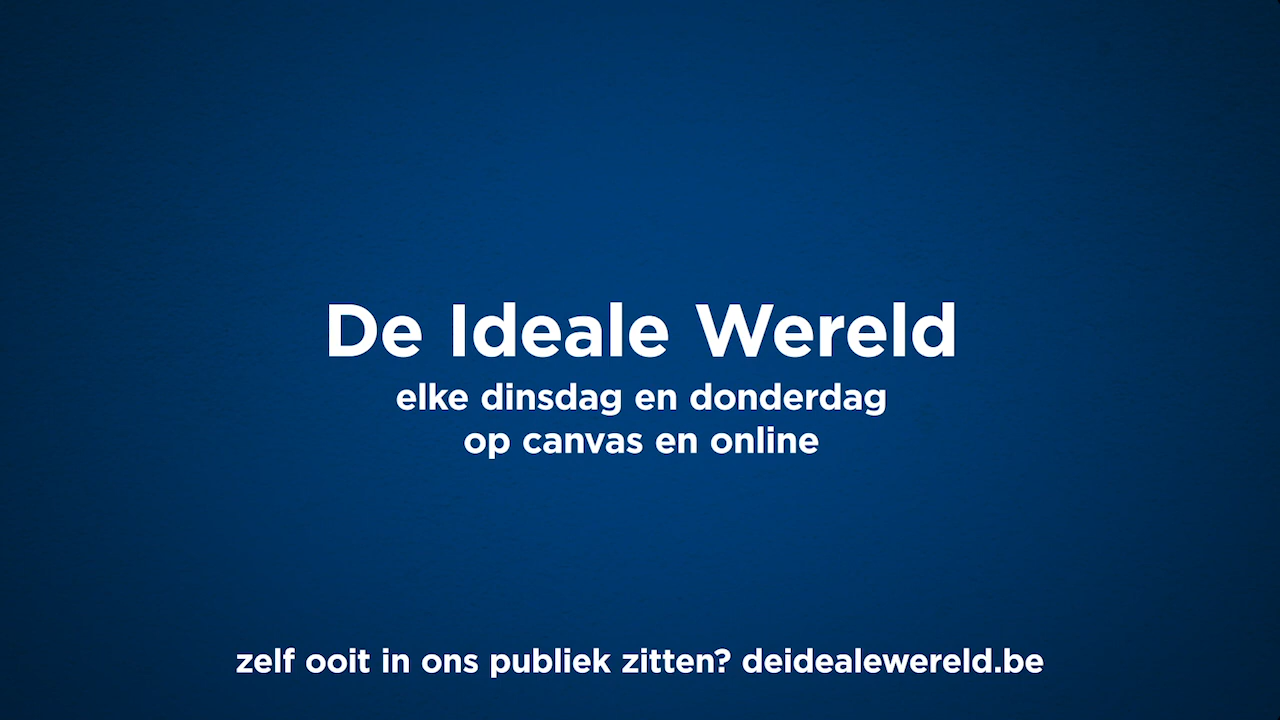 De Ideale Wereld
elke dinsdag en donderdag
op canvas en online
zelf ooit in ons publiek zitten? deidealewereld.be